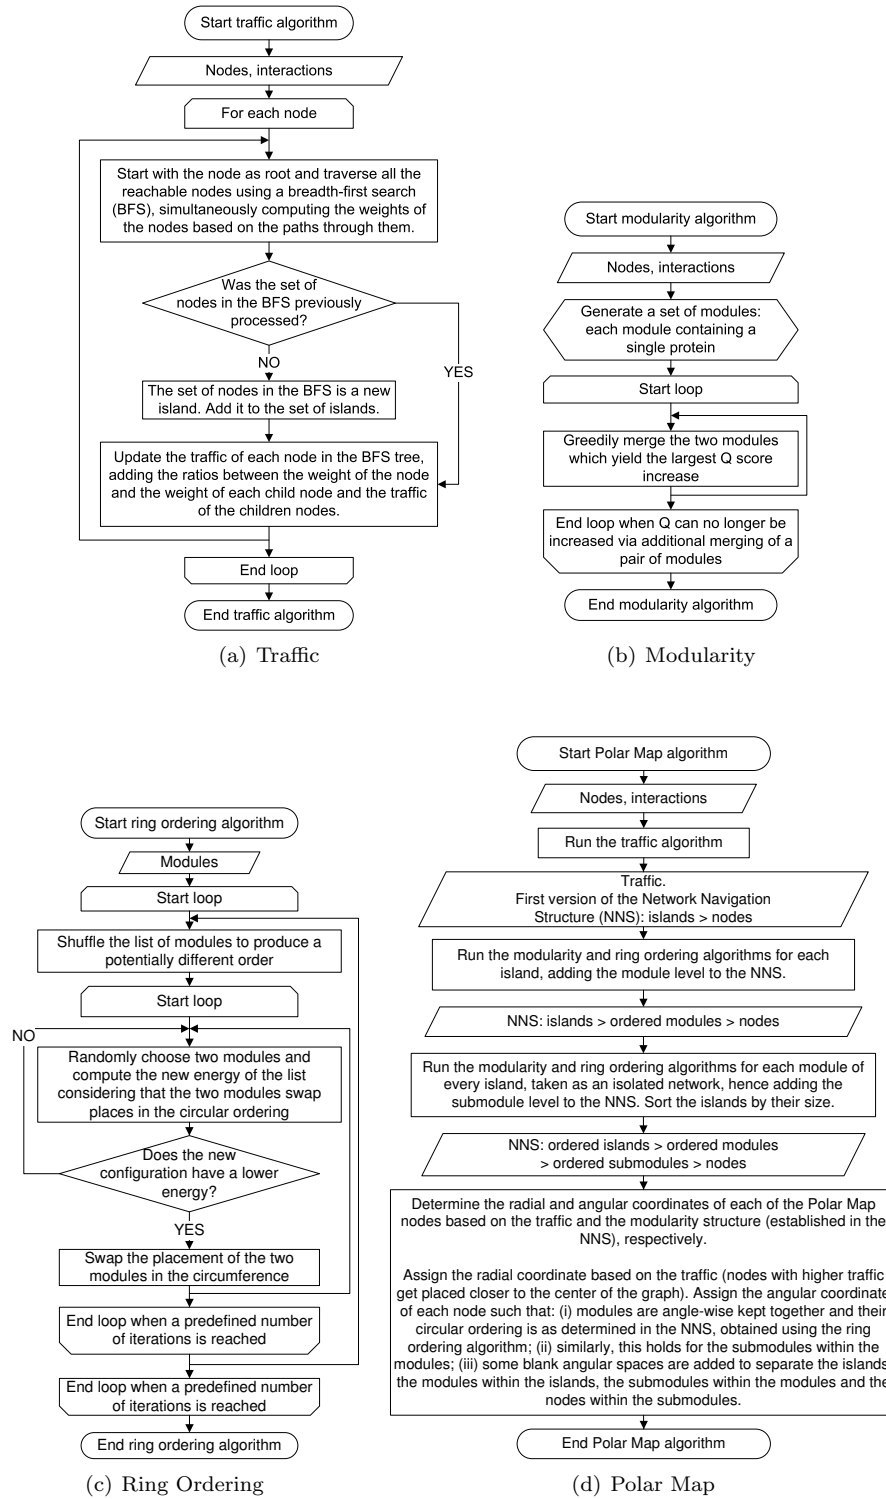 Start traffic algorithm
Nodes, interactions
For each node
Start with the node as root and traverse all the
reachable nodes using a breadth-first search
(BFS), simultaneously computing the weights of
the nodes based on the paths through them.
Was the set of
nodes in the BFS previously
processed?
NO
YES
The set of nodes in the BFS is a new
island. Add it to the set of islands.
Update the traffic of each node in the BFS tree,
adding the ratios between the weight of the node
and the weight of each child node and the traffic
of the children nodes.
End loop
End traffic algorithm
(a) Traffic
Start modularity algorithm
Nodes, interactions
Generate a set of modules:
each module containing a
single protein
Start loop
Greedily merge the two modules
which yield the largest Q score
increase
End loop when Q can no longer be
increased via additional merging of a
pair of modules
End modularity algorithm
(b) Modularity
Start ring ordering algorithm
Modules
Start loop
Shuffle the list of modules to produce a
potentially different order
Start loop
NO
Randomly choose two modules and
compute the new energy of the list
considering that the two modules swap
places in the circular ordering
Does the new
configuration have a lower
energy?
YES
Swap the placement of the two
modules in the circumference
End loop when a predefined number
of iterations is reached
End loop when a predefined number
of iterations is reached
End ring ordering algorithm
(c) Ring Ordering
Start Polar Map algorithm
Nodes, interactions
Run the traffic algorithm
Traffic.
First version of the Network Navigation
Structure (NNS): islands > nodes
Run the modularity and ring ordering algorithms for each
island, adding the module level to the NNS.
NNS: islands > ordered modules > nodes
Run the modularity and ring ordering algorithms for each module of
every island, taken as an isolated network, hence adding the
submodule level to the NNS. Sort the islands by their size.
NNS: ordered islands > ordered modules
> ordered submodules > nodes
Determine the radial and angular coordinates of each of the Polar Map
nodes based on the traffic and the modularity structure (established in the
NNS), respectively.
Assign the radial coordinate based on the traffic (nodes with higher traffic
get placed closer to the center of the graph). Assign the angular coordinate
of each node such that: (i) modules are angle-wise kept together and their
circular ordering is as determined in the NNS, obtained using the ring
ordering algorithm; (ii) similarly, this holds for the submodules within the
modules; (iii) some blank angular spaces are added to separate the islands
the modules within the islands, the submodules within the modules and the
nodes within the submodules.
End Polar Map algorithm
(d) Polar Map